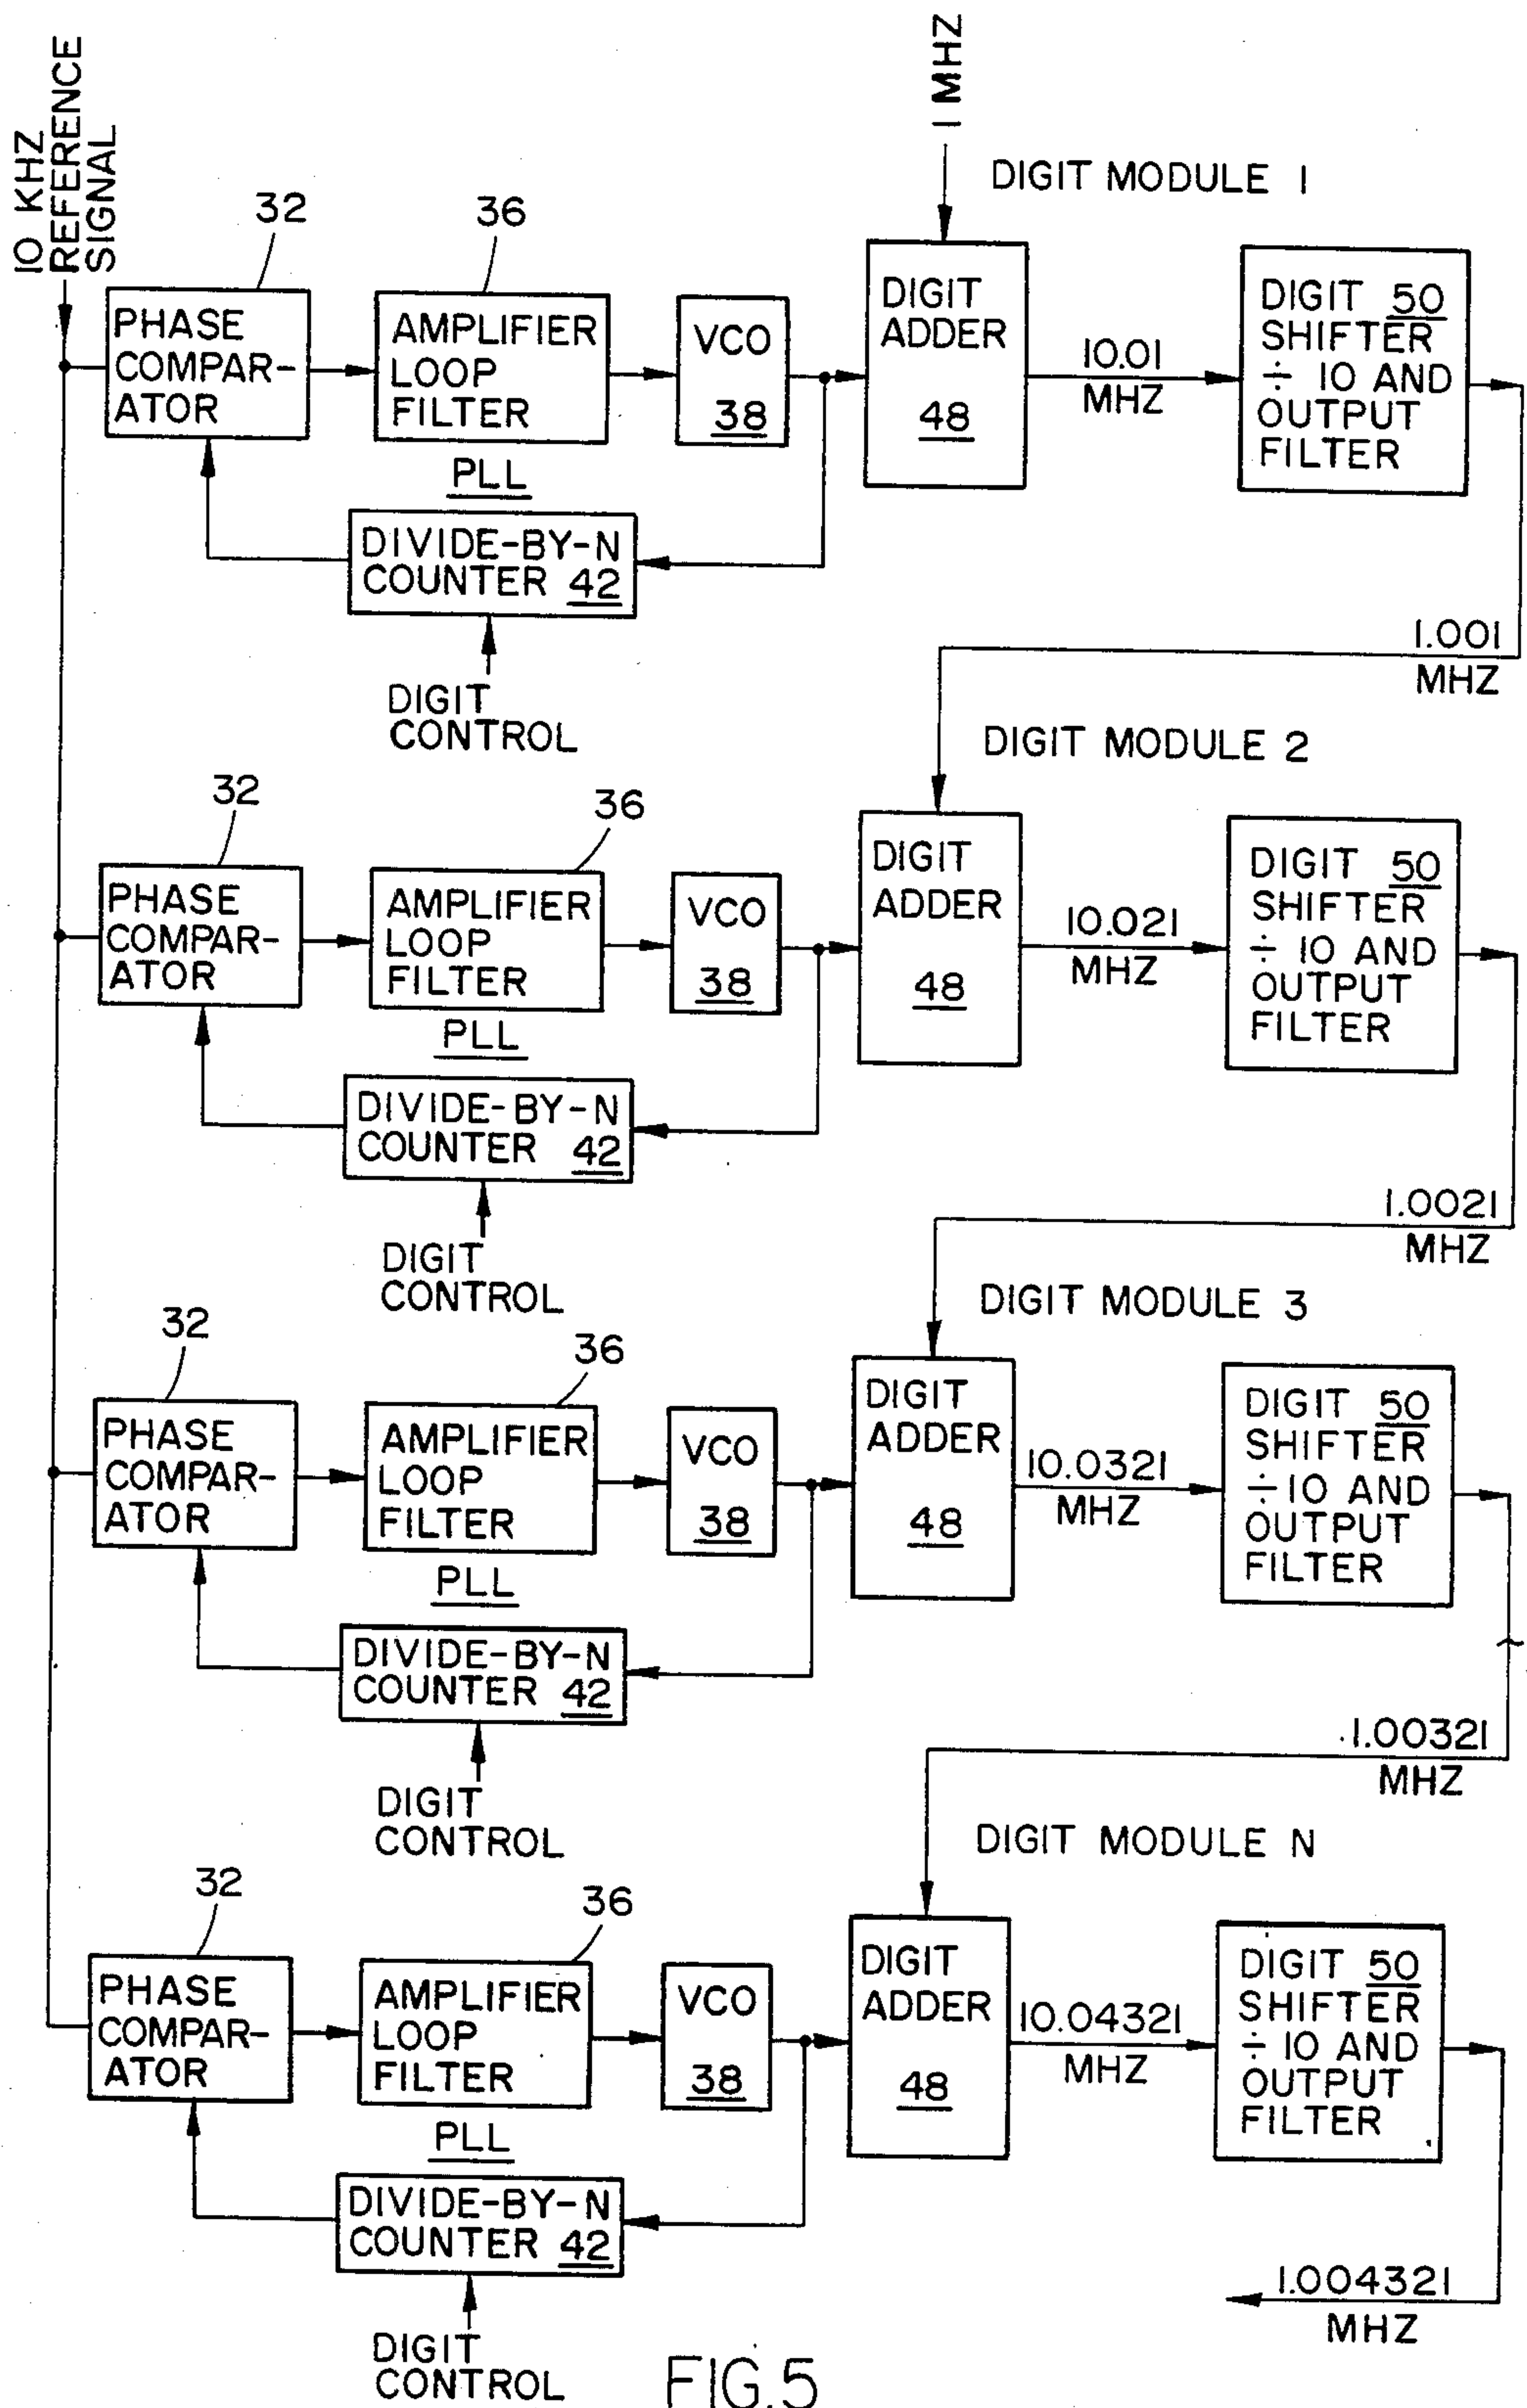 10 KHZ
REFERENCE
SIGNAL
1 MHZ
DIGIT MODULE 1
32
36
PHASE
COMPAR-
ATOR
AMPLIFIER
LOOP
FILTER
VCO
38
DIGIT
ADDER
48
10.01
MHZ
DIGIT 50
SHIFTER
÷ 10 AND
OUTPUT
FILTER
PLL
DIVIDE-BY-N
COUNTER 42
DIGIT
CONTROL
1.001
MHZ
DIGIT MODULE 2
32
36
PHASE
COMPAR-
ATOR
AMPLIFIER
LOOP
FILTER
VCO
38
DIGIT
ADDER
48
10.021
MHZ
DIGIT 50
SHIFTER
÷ 10 AND
OUTPUT
FILTER
PLL
DIVIDE-BY-N
COUNTER 42
DIGIT
CONTROL
1.0021
MHZ
DIGIT MODULE 3
32
36
PHASE
COMPAR-
ATOR
AMPLIFIER
LOOP
FILTER
VCO
38
DIGIT
ADDER
48
10.0321
MHZ
DIGIT 50
SHIFTER
÷ 10 AND
OUTPUT
FILTER
PLL
DIVIDE-BY-N
COUNTER 42
DIGIT
CONTROL
1.00321
MHZ
DIGIT MODULE N
32
36
PHASE
COMPAR-
ATOR
AMPLIFIER
LOOP
FILTER
VCO
38
DIGIT
ADDER
48
10.04321
MHZ
DIGIT 50
SHIFTER
÷ 10 AND
OUTPUT
FILTER
PLL
DIVIDE-BY-N
COUNTER 42
DIGIT
CONTROL
1.004321
MHZ
FIG.5